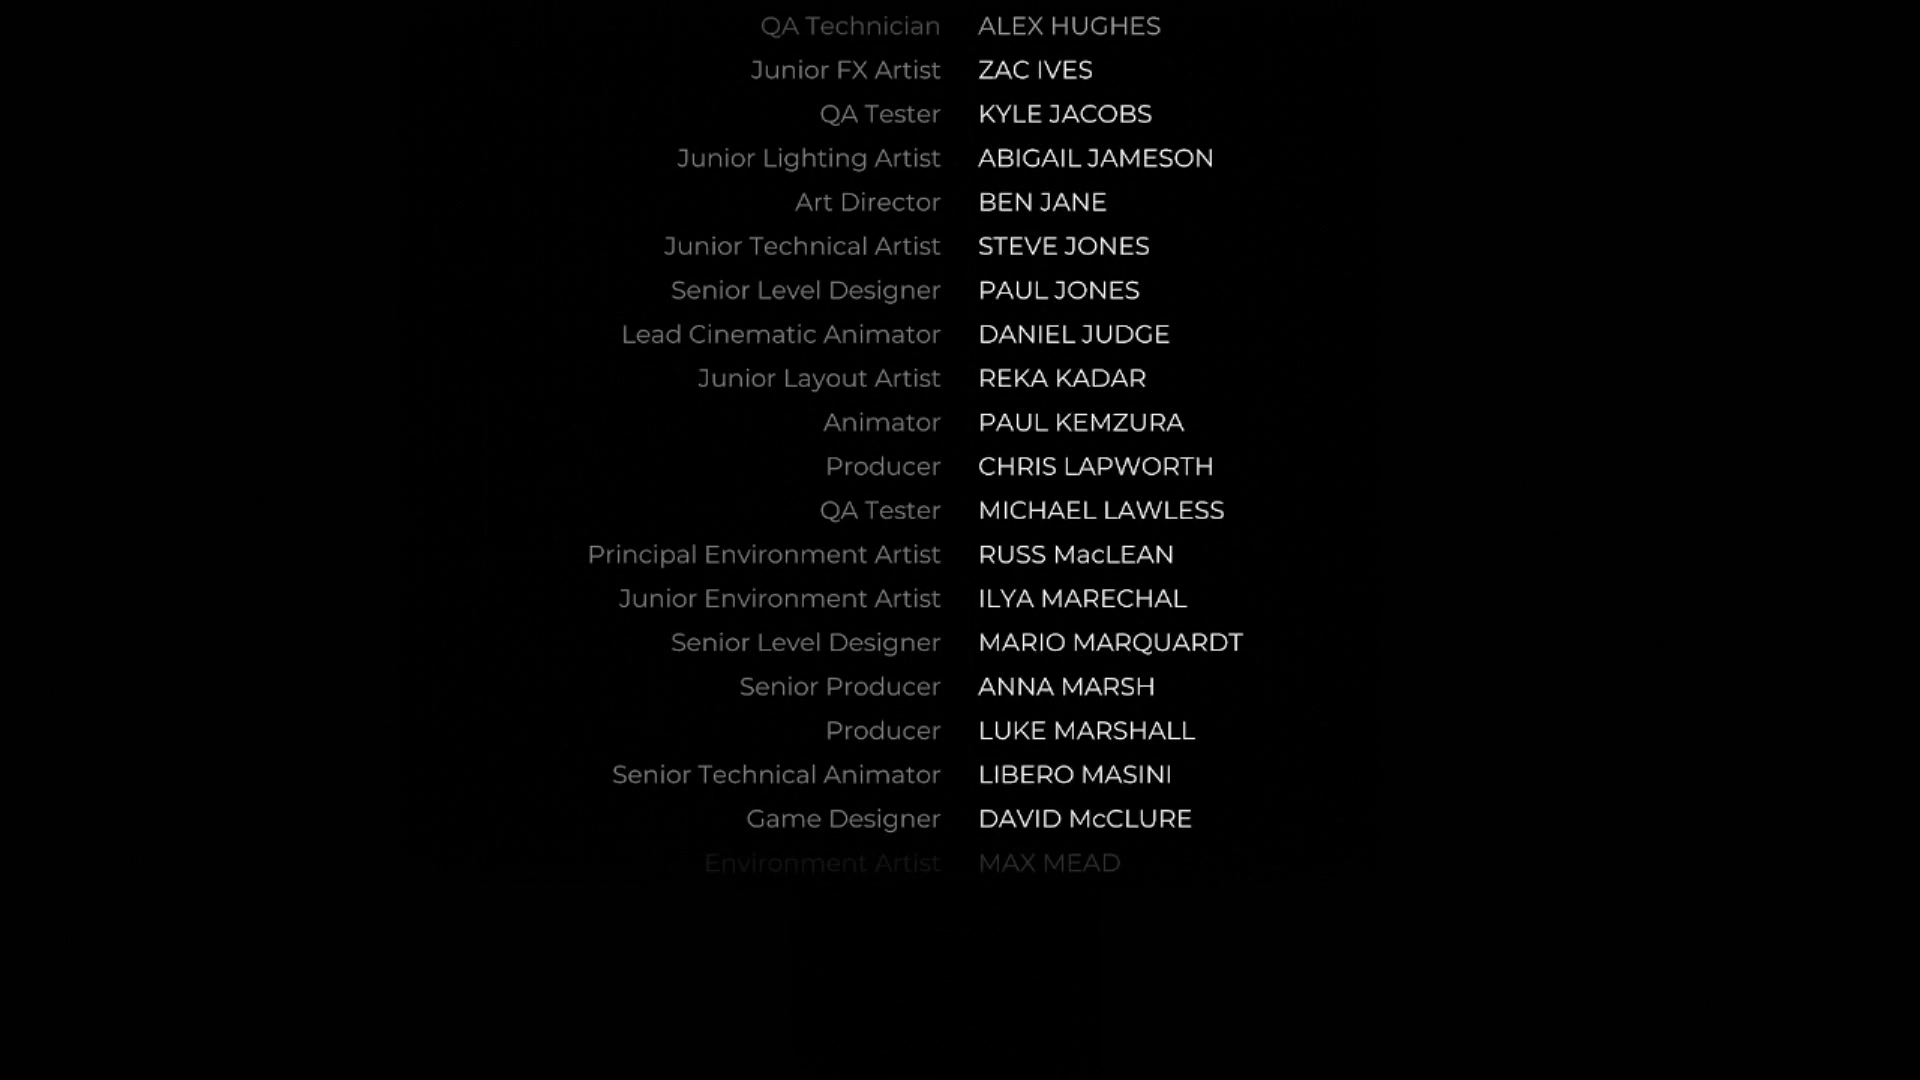 QA Technician ALEX HUGHES
Junior FX Artist ZAC IVES
QA Tester KYLE JACOBS
Junior Lighting Artist ABIGAIL JAMESON
Art Director BEN JANE
Junior Technical Artist STEVE JONES
Senior Level Designer PAUL JONES
Lead Cinematic Animator DANIEL JUDGE
Junior Layout Artist REKA KADAR
Animator PAUL KEMZURA
Producer CHRIS LAPWORTH
QA Tester MICHAEL LAWLESS
Principal Environment Artist RUSS MacLEAN
Junior Environment Artist ILYA MARECHAL
Senior Level Designer MARIO MARQUARDT
Senior Producer ANNA MARSH
Producer LUKE MARSHALL
Senior Technical Animator LIBERO MASINI
Game Designer DAVID McCLURE
Environment Artist MAX MEAD